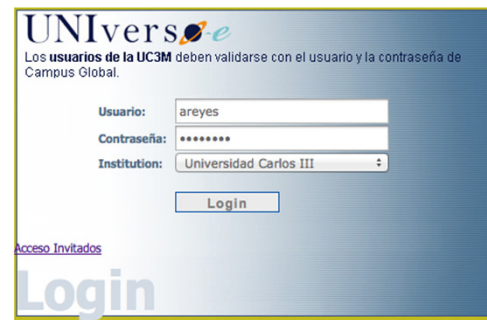 UNIverso-e
Los usuarios de la UC3M deben validarse con el usuario y la contraseña de
Campus Global.
Usuario: areyes
Contraseña: ••••••••
Institution: Universidad Carlos III
Login
Acceso Invitados
Login